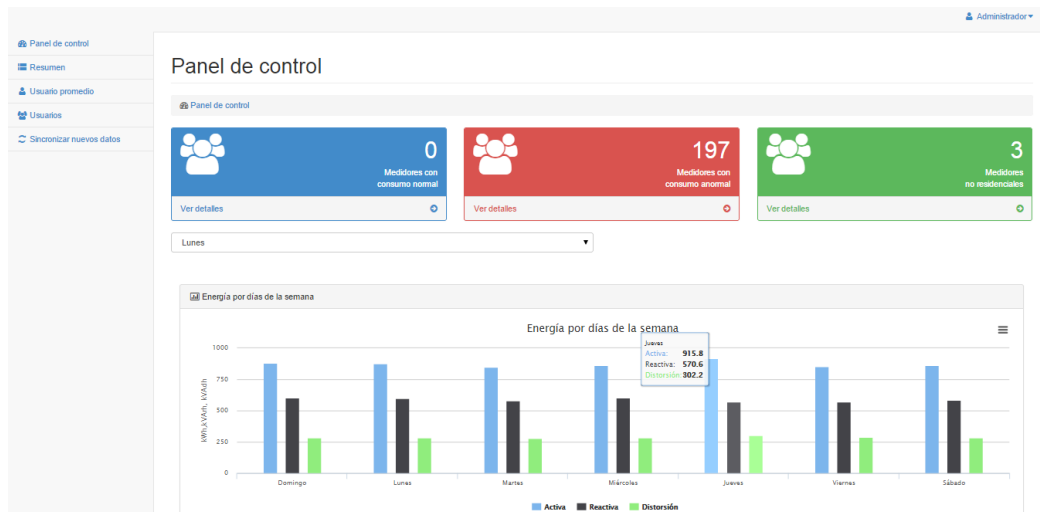 Administrador
Panel de control
Resumen
Usuario promedio
Usuarios
Sincronizar nuevos datos
Panel de control
Panel de control
0
Medidores con
consumo normal
Ver detalles
197
Medidores con
consumo anormal
Ver detalles
3
Medidores
no residenciales
Ver detalles
Lunes
Energía por días de la semana
Energía por días de la semana
Jueves
Activa: 915.8
Reactiva: 570.6
Distorsión: 302.2
kWh,kVArh, kVAdh
1000
750
500
250
0
Domingo Lunes Martes Miércoles Jueves Viernes Sábado
Activa Reactiva Distorsión